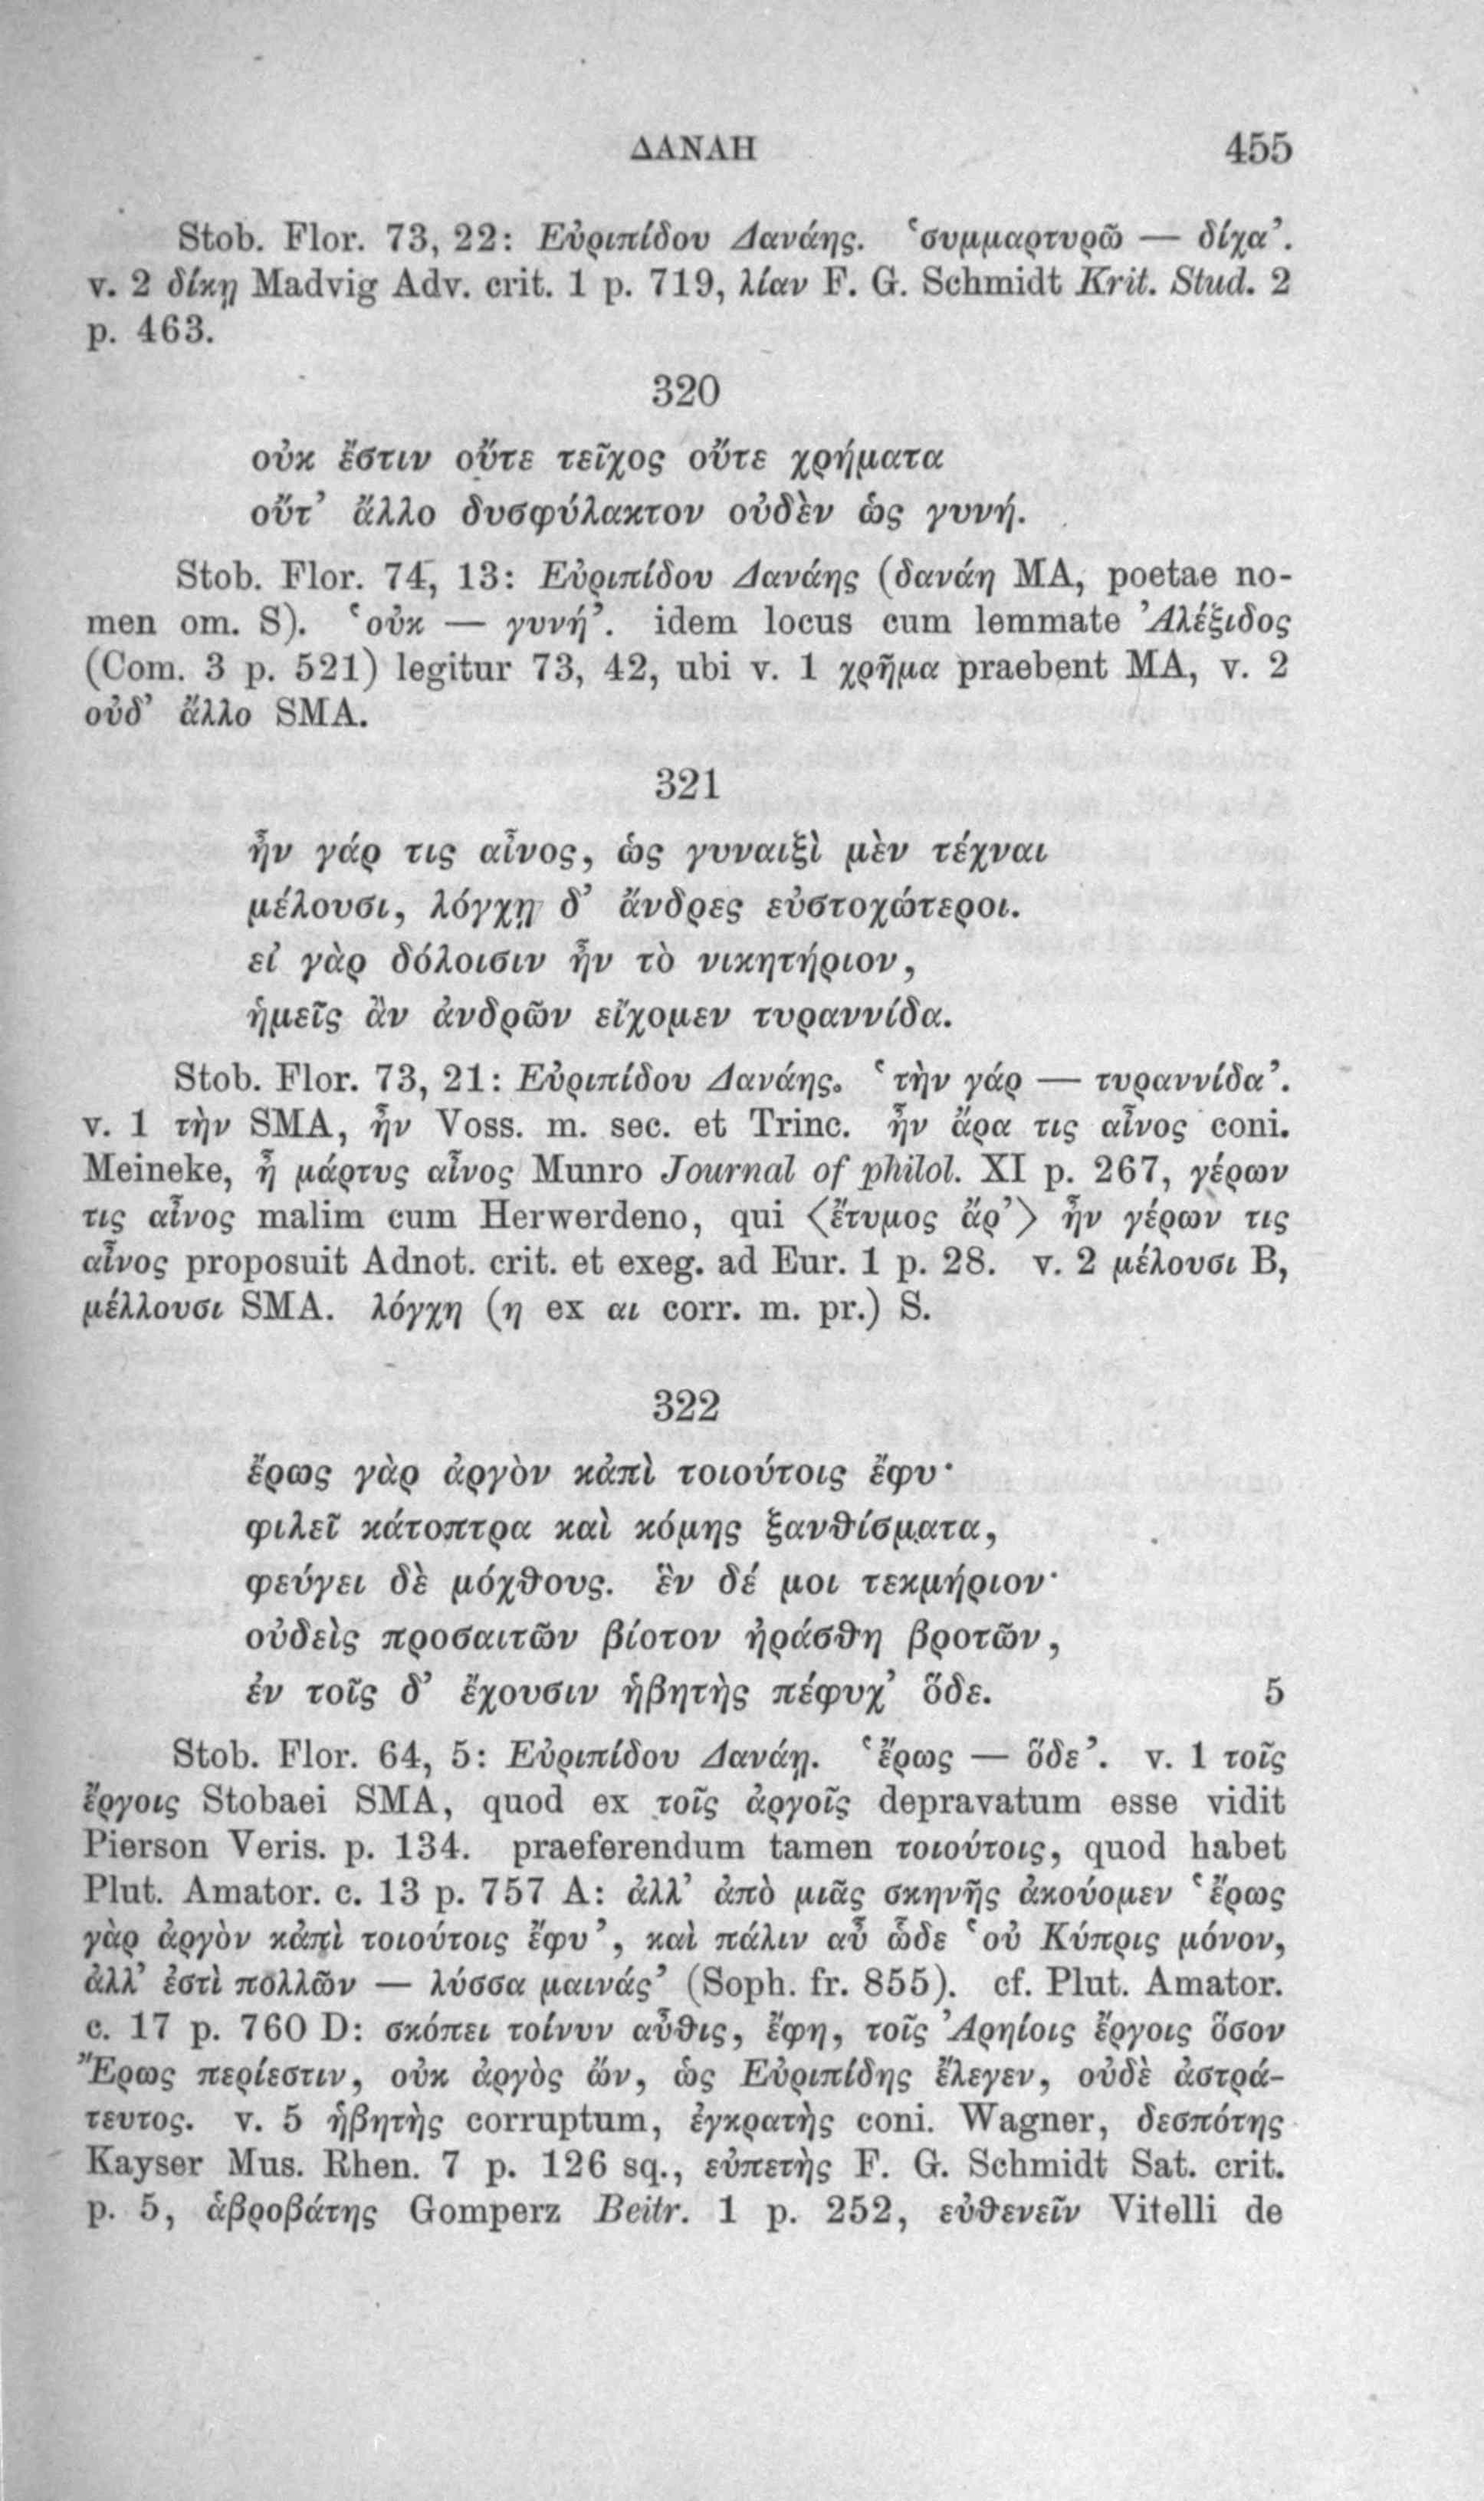 ΔΑΝΑΗ 455
Stob. Flor. 73, 22: Εὐριπίδου Δανάης. ‘συμμαρτυρῶ — δίχα’.
v. 2 δίκῃ Madvig Adv. crit. 1 p. 719, λίαν F. G. Schmidt Krit. Stud. 2
p. 463.
320
οὐκ ἔστιν οὔτε τεῖχος οὔτε χρήματα
οὔτ’ ἄλλο δυσφύλακτον οὐδὲν ὡς γυνή.
Stob. Flor. 74, 13: Εὐριπίδου Δανάης (δανάη MA, poetae no-
men om. S). ‘οὐκ — γυνή’. idem locus cum lemmate Ἀλέξιδος
(Com. 3 p. 521) legitur 73, 42, ubi v. 1 χρῆμα praebent MA, v. 2
οὐδ’ ἄλλο SMA.
321
ἦν γάρ τις αἶνος, ὡς γυναιξὶ μὲν τέχναι
μέλουσι, λόγχῃ δ’ ἄνδρες εὐστοχώτεροι.
εἰ γὰρ δόλοισιν ἦν τὸ νικητήριον,
ἡμεῖς ἂν ἀνδρῶν εἴχομεν τυραννίδα.
Stob. Flor. 73, 21: Εὐριπίδου Δανάης. ‘τὴν γάρ — τυραννίδα’.
v. 1 τὴν SMA, ἦν Voss. m. sec. et Trinc. ἦν ἄρα τις αἶνος coni.
Meineke, ἦ μάρτυς αἶνος Munro Journal of philol. XI p. 267, γέρων
τις αἶνος malim cum Herwerdeno, qui ⟨ἔτυμος ἄρ’⟩ ἦν γέρων τις
αἶνος proposuit Adnot. crit. et exeg. ad Eur. 1 p. 28. v. 2 μέλουσι B,
μέλλουσι SMA. λόγχη (η ex αι corr. m. pr.) S.
322
ἔρως γὰρ ἀργὸν κἀπὶ τοιούτοις ἔφυ·
φιλεῖ κάτοπτρα καὶ κόμης ξανθίσματα,
φεύγει δὲ μόχθους. ἓν δέ μοι τεκμήριον·
οὐδεὶς προσαιτῶν βίοτον ἠράσθη βροτῶν,
ἐν τοῖς δ’ ἔχουσιν ἡβητὴς πέφυχ’ ὅδε. 5
Stob. Flor. 64, 5: Εὐριπίδου Δανάῃ. ‘ἔρως — ὅδε’. v. 1 τοῖς
ἔργοις Stobaei SMA, quod ex τοῖς ἀργοῖς depravatum esse vidit
Pierson Veris. p. 134. praeferendum tamen τοιούτοις, quod habet
Plut. Amator. c. 13 p. 757 A: ἀλλ’ ἀπὸ μιᾶς σκηνῆς ἀκούομεν ‘ἔρως
γὰρ ἀργὸν κἀπὶ τοιούτοις ἔφυ’, καὶ πάλιν αὖ ὧδε ‘οὐ Κύπρις μόνον,
ἀλλ’ ἐστὶ πολλῶν — λύσσα μαινάς’ (Soph. fr. 855). cf. Plut. Amator.
c. 17 p. 760 D: σκόπει τοίνυν αὖθις, ἔφη, τοῖς Ἀρηίοις ἔργοις ὅσον
Ἔρως περίεστιν, οὐκ ἀργὸς ὤν, ὡς Εὐριπίδης ἔλεγεν, οὐδὲ ἀστρά-
τευτος. v. 5 ἡβητὴς corruptum, ἐγκρατὴς coni. Wagner, δεσπότης
Kayser Mus. Rhen. 7 p. 126 sq., εὐπετὴς F. G. Schmidt Sat. crit.
p. 5, ἁβροβάτης Gomperz Beitr. 1 p. 252, εὐθενεῖν Vitelli de